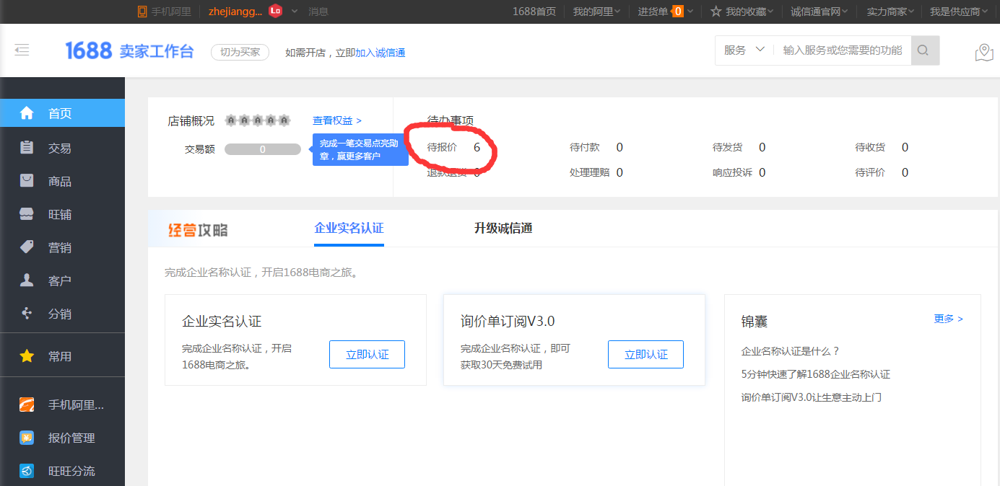 手机阿里 zhejiangg... Lo 消息 1688首页 我的阿里 进货单 0 我的收藏 诚信通官网 实力商家 我是供应商
1688 卖家工作台 切为买家 如需开店，立即加入诚信通 服务 输入服务或您需要的功能
首页
交易
商品
旺铺
营销
客户
分销
常用
手机阿里...
报价管理
旺旺分流
店铺概况 A A A A A 查看权益 >
交易额 0
完成一笔交易点亮勋
章，赢更多客户
待办事项
待报价 6 待付款 0 待发货 0 待收货 0
退款退货 0 处理理赔 0 响应投诉 0 待评价 0
经营攻略 企业实名认证 升级诚信通
完成企业名称认证，开启1688电商之旅。
企业实名认证
完成企业名称认证，开启
1688电商之旅。
立即认证
询价单订阅V3.0
完成企业名称认证，即可
获取30天免费试用
立即认证
锦囊 更多 >
企业名称认证是什么？
5分钟快速了解1688企业名称认证
询价单订阅V3.0让生意主动上门